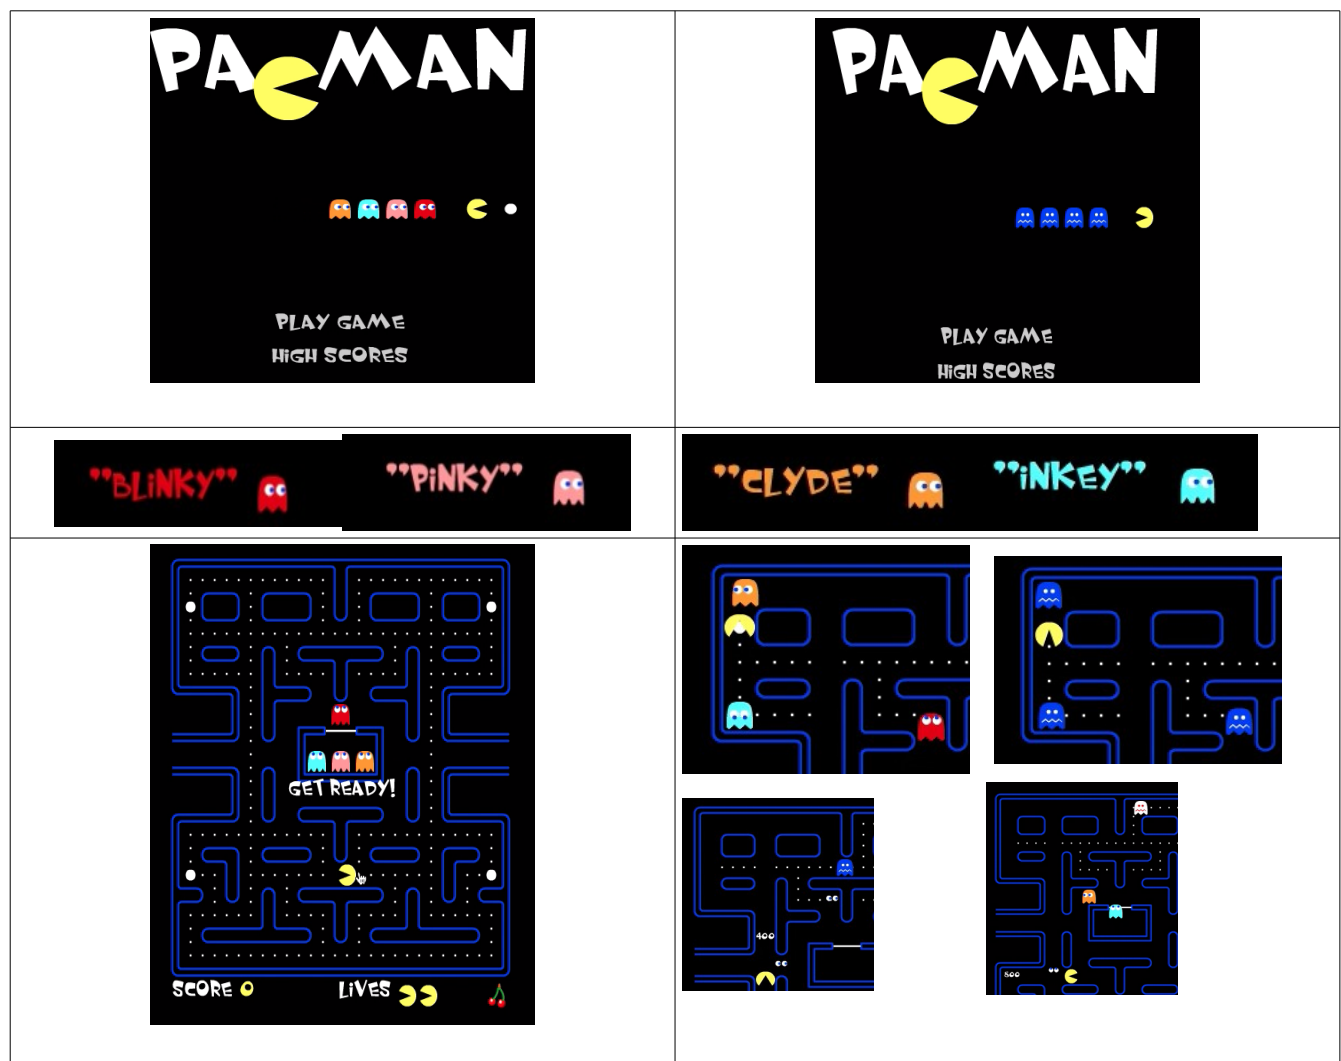 PACMAN
PLAY GAME
HiGH SCORES
PACMAN
PLAY GAME
HiGH SCORES
"BLiNKY"
"PiNKY"
"CLYDE"
"iNKEY"
GET READY!
SCORE 0
LiVES
400
800